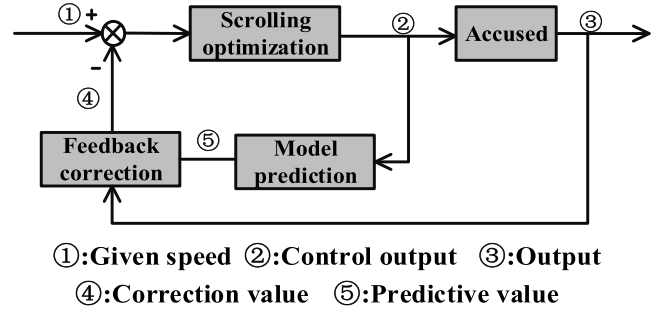 ① +
Scrolling
optimization
②
Accused
③
-
④
Feedback
correction
⑤
Model
prediction
①:Given speed ②:Control output ③:Output
④:Correction value ⑤:Predictive value